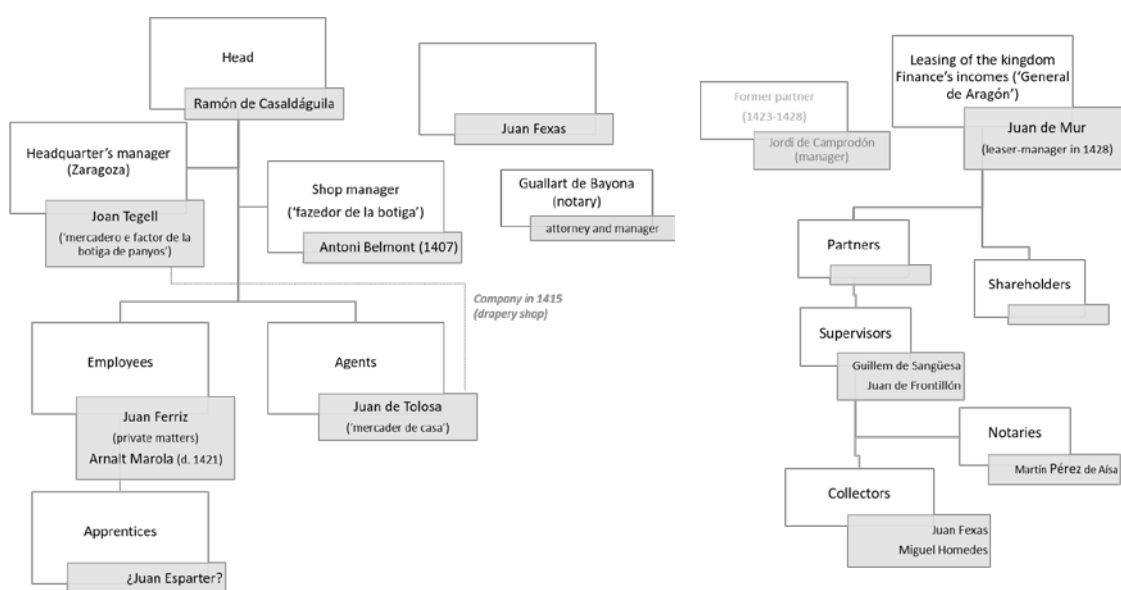 Head
Ramón de Casaldáguila
Headquarter's manager
(Zaragoza)
Joan Tegell
('mercadero e factor de la
botiga de panyos')
Shop manager
('fazedor de la botiga')
Antoni Belmont (1407)
Company in 1415
(drapery shop)
Employees
Juan Ferriz
(private matters)
Arnalt Marola (d. 1421)
Agents
Juan de Tolosa
('mercader de casa')
Apprentices
¿Juan Esparter?
Juan Fexas
Guallart de Bayona
(notary)
attorney and manager
Former partner
(1423-1428)
Jordi de Camprodón
(manager)
Leasing of the kingdom
Finance's incomes ('General
de Aragón')
Juan de Mur
(leaser-manager in 1428)
Partners
Shareholders
Supervisors
Guillem de Sangüesa
Juan de Frontillón
Notaries
Martín Pérez de Aísa
Collectors
Juan Fexas
Miguel Homedes